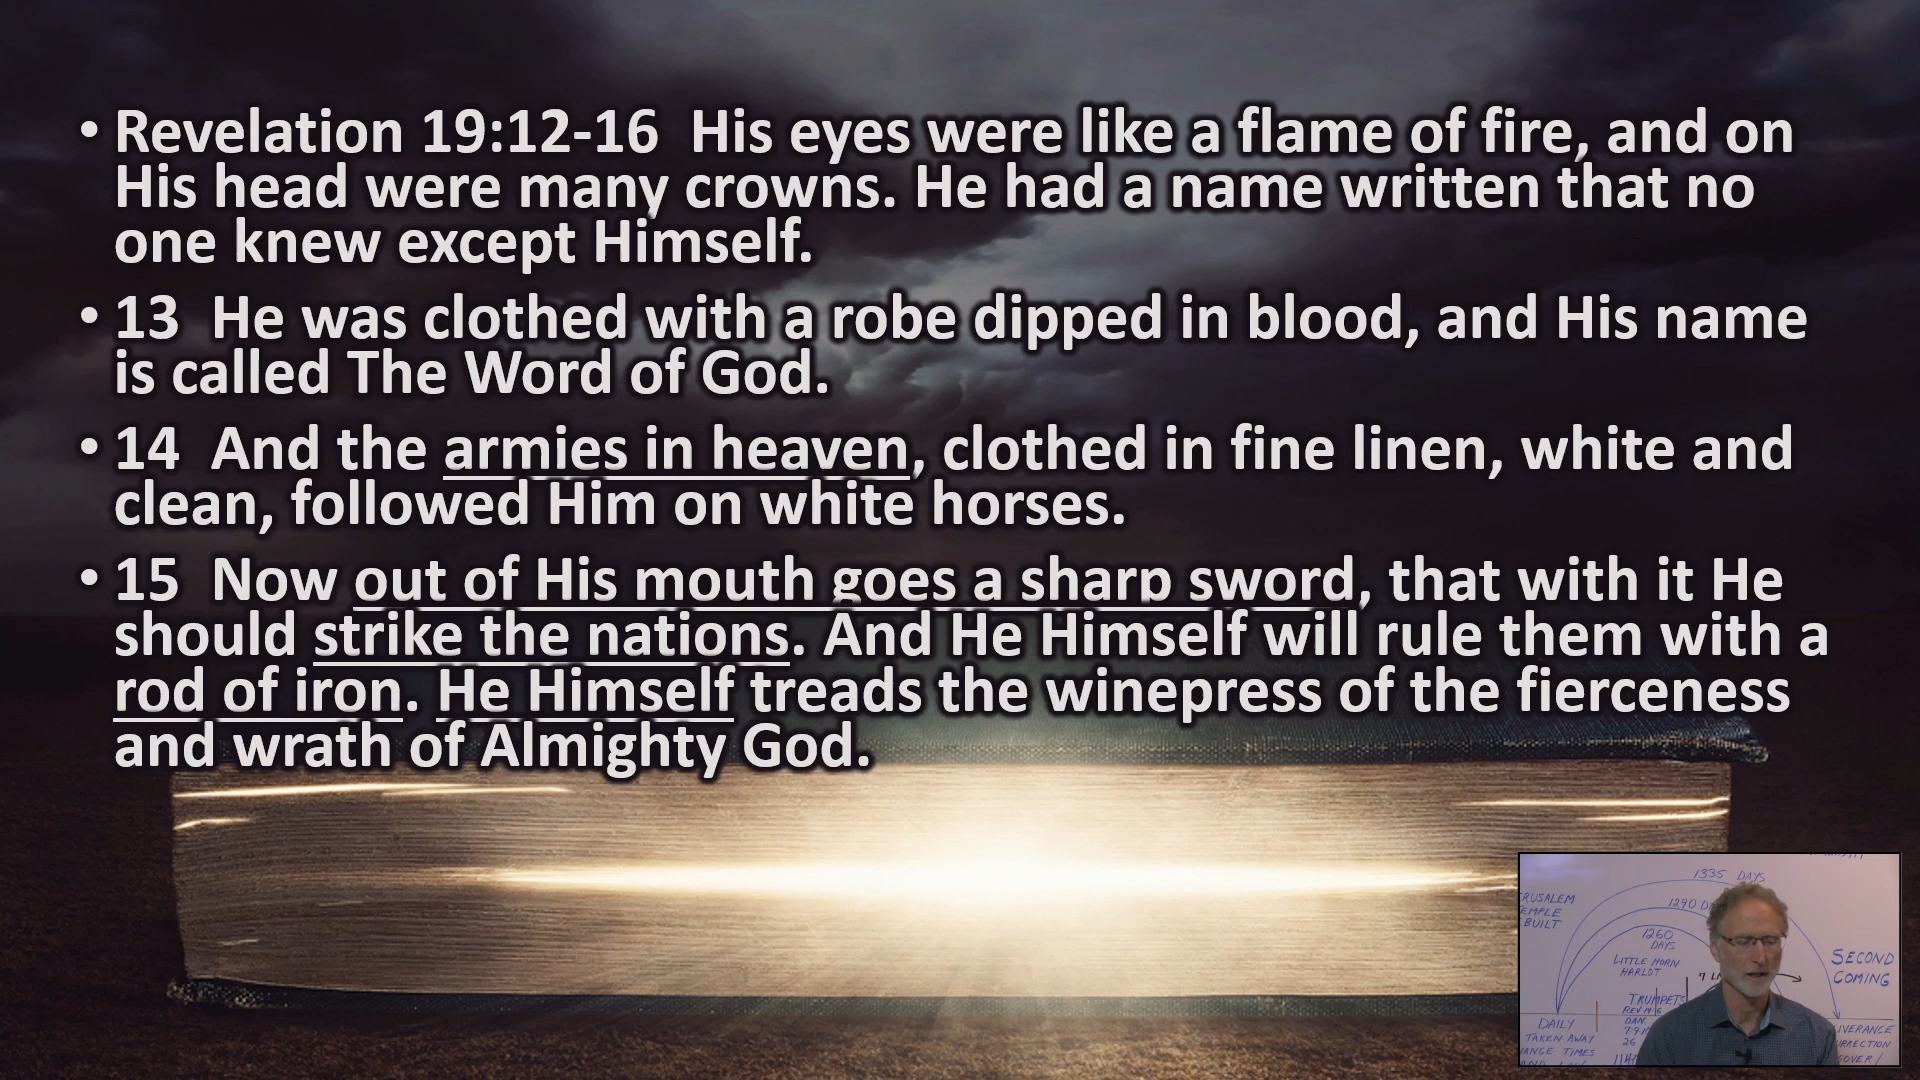 • Revelation 19:12-16  His eyes were like a flame of fire, and on
His head were many crowns. He had a name written that no
one knew except Himself.
• 13  He was clothed with a robe dipped in blood, and His name
is called The Word of God.
• 14  And the armies in heaven, clothed in fine linen, white and
clean, followed Him on white horses.
• 15  Now out of His mouth goes a sharp sword, that with it He
should strike the nations. And He Himself will rule them with a
rod of iron. He Himself treads the winepress of the fierceness
and wrath of Almighty God.
1335 DAYS
1290
1260
DAYS
BUILT
LITTLE HORN
HARLOT
SECOND
COMING
TRUMPETS
DAILY
TAKEN AWAY
TIMES
DAN
26